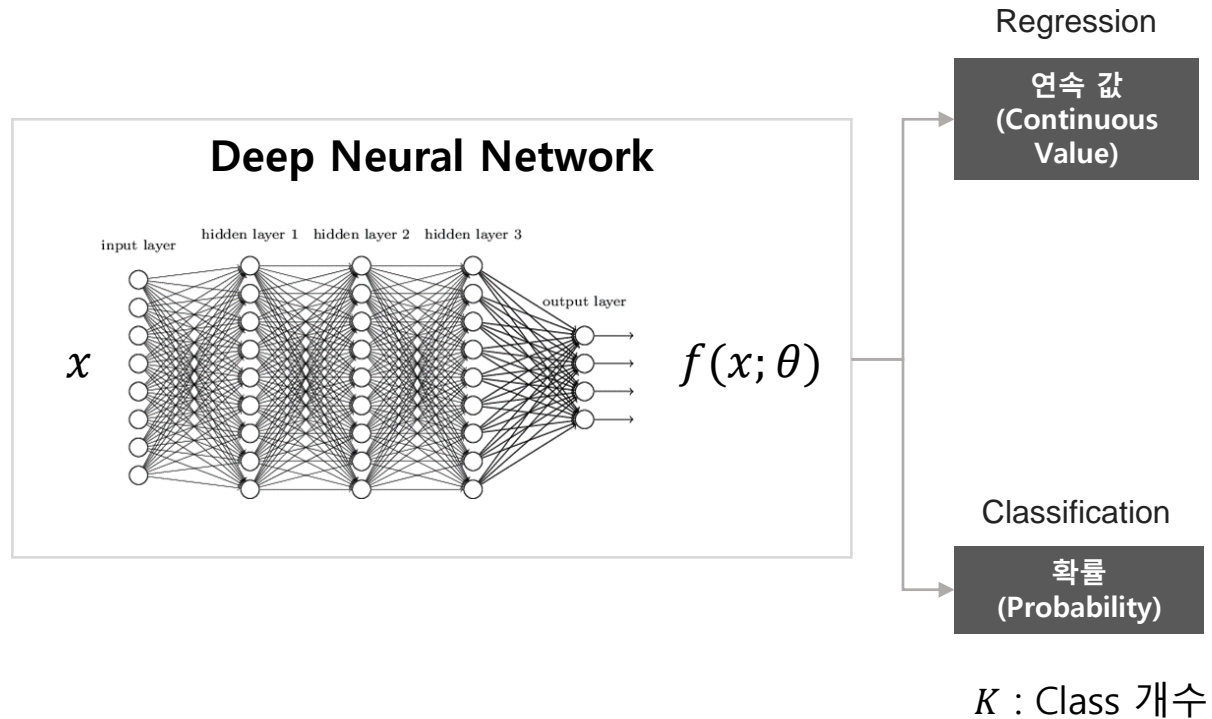 Regression
연속 값
(Continuous
Value)
Deep Neural Network
input layer
hidden layer 1 hidden layer 2 hidden layer 3
output layer
x
f(x; θ)
Classification
확률
(Probability)
K : Class 개수